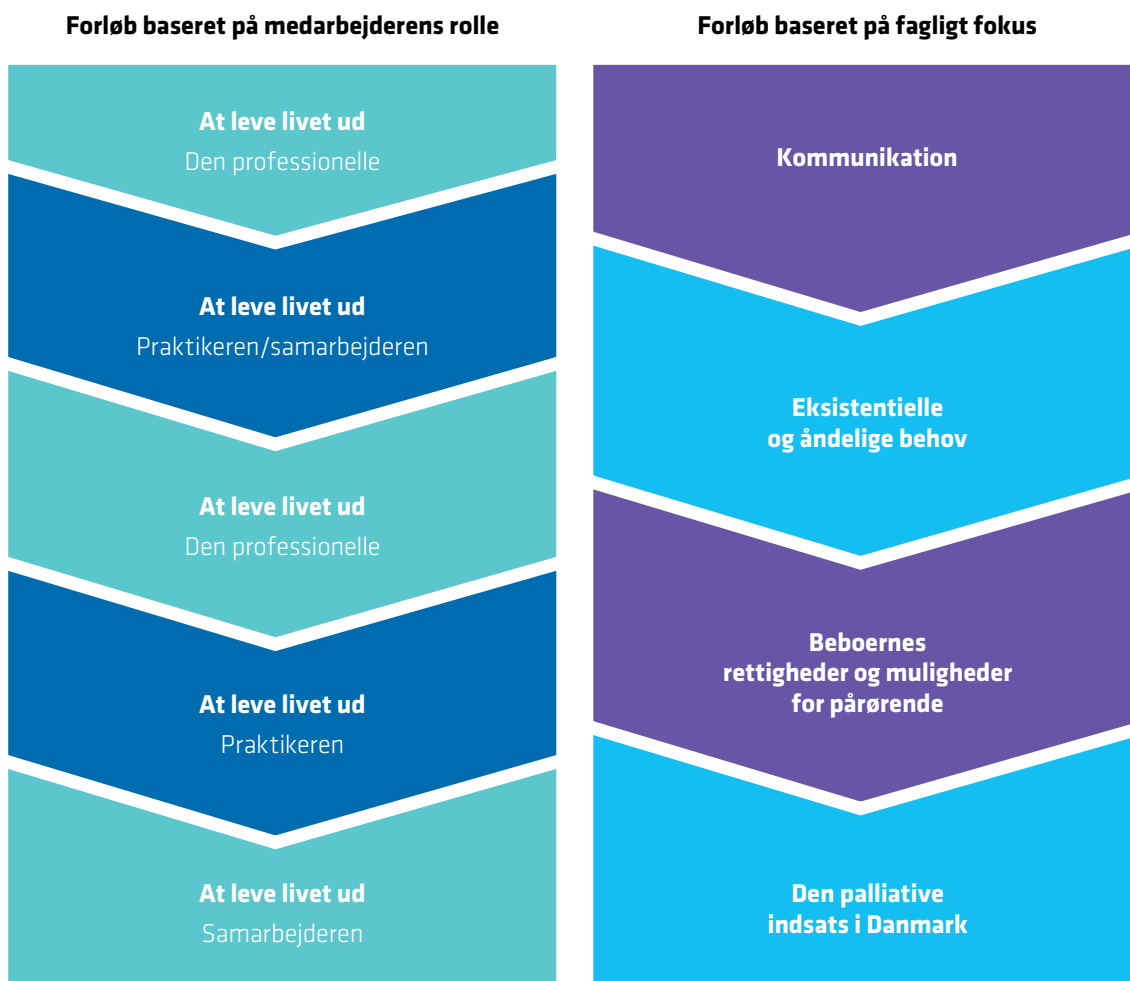 Forløb baseret på medarbejderens rolle
At leve livet ud
Den professionelle
At leve livet ud
Praktikeren/samarbejderen
At leve livet ud
Den professionelle
At leve livet ud
Praktikeren
At leve livet ud
Samarbejderen
Forløb baseret på fagligt fokus
Kommunikation
Eksistentielle
og åndelige behov
Beboernes
rettigheder og muligheder
for pårørende
Den palliative
indsats i Danmark